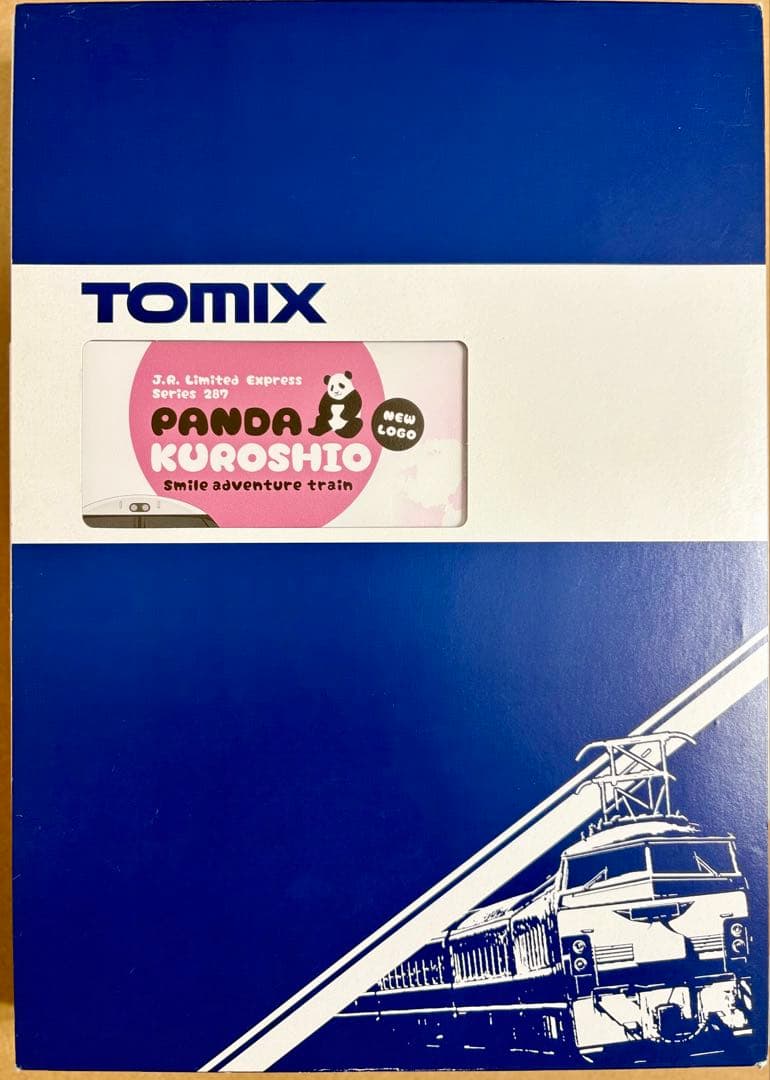 TOMIX
J.R. Limited Express
Series 287
PANDA
KUROSHIO
Smile adventure train
NEW
LOGO